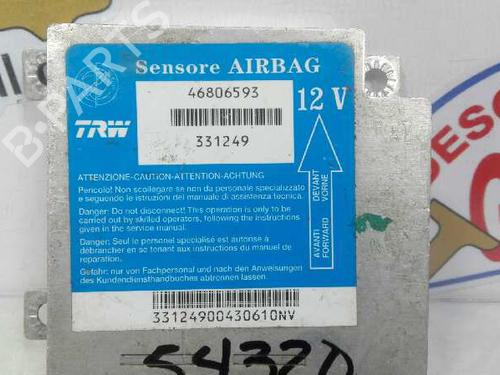 Sensore AIRBAG
46806593
12 V
TRW
331249
ATTENZIONE-CAUTION-ATTENTION-ACHTUNG
Pericolo! Non scollegare se non da personale specializzato
e seguendo le istruzioni del manuale di assistenza tecnica.
Danger: Do not disconnect! This operation is only to be
carried out by skilled operators, following the instructions
given in the service manual.
Danger: Seul le personel spécialisé est autorisé à
débrancher en se tenant aux instructions du manuel de
reparation.
Gefahr: nur von Fachpersonal und nach den Anweisungen
des Kundendiensthandbuches abtrennen lassen.
AVANTI DEVANT
FORWARD VORNE
33124900430610NV
54320
B-PARTS